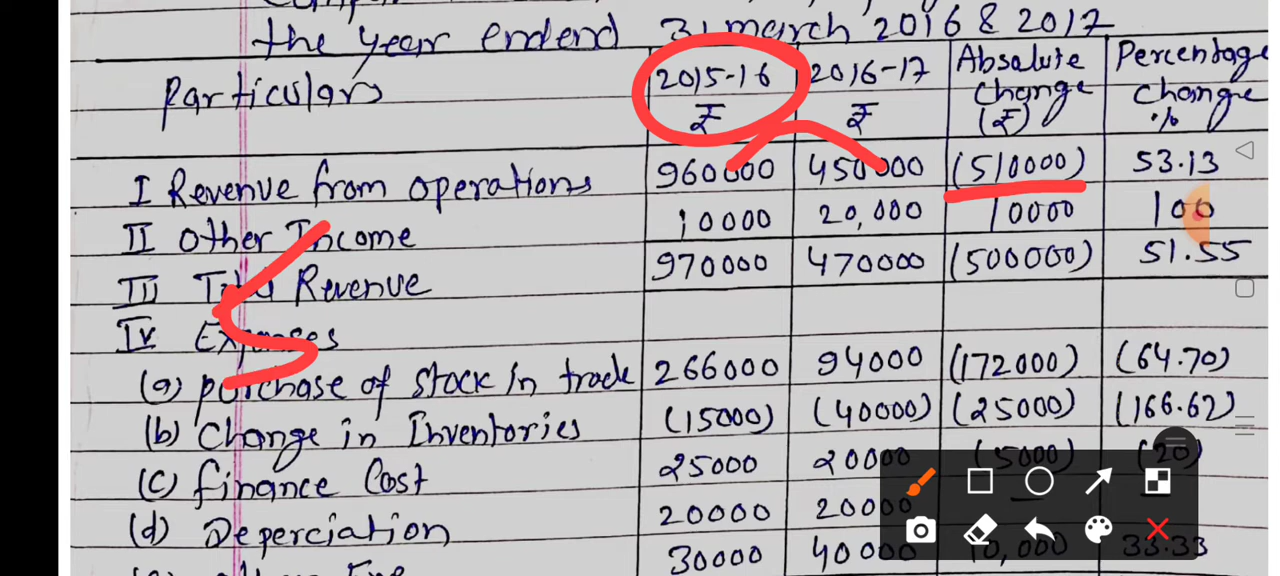 the year endend 31 march 2016 & 2017
Particulars 2015-16 ₹ 2016-17 ₹ Absolute Change (₹) Percentage Change %
I Revenue from operations 960000 450000 (510000) 53.13
II Other Income 10000 20,000 10000 100
III Total Revenue 970000 470000 (500000) 51.55
IV Expenses
(a) purchase of stock in trade 266000 94000 (172000) (64.70)
(b) Change in Inventories (15000) (40000) (25000) (166.62)
(c) finance Cost 25000 20000 (5000) (20)
(d) Deperciation 20000 20000
30000 40000 10,000 33.33